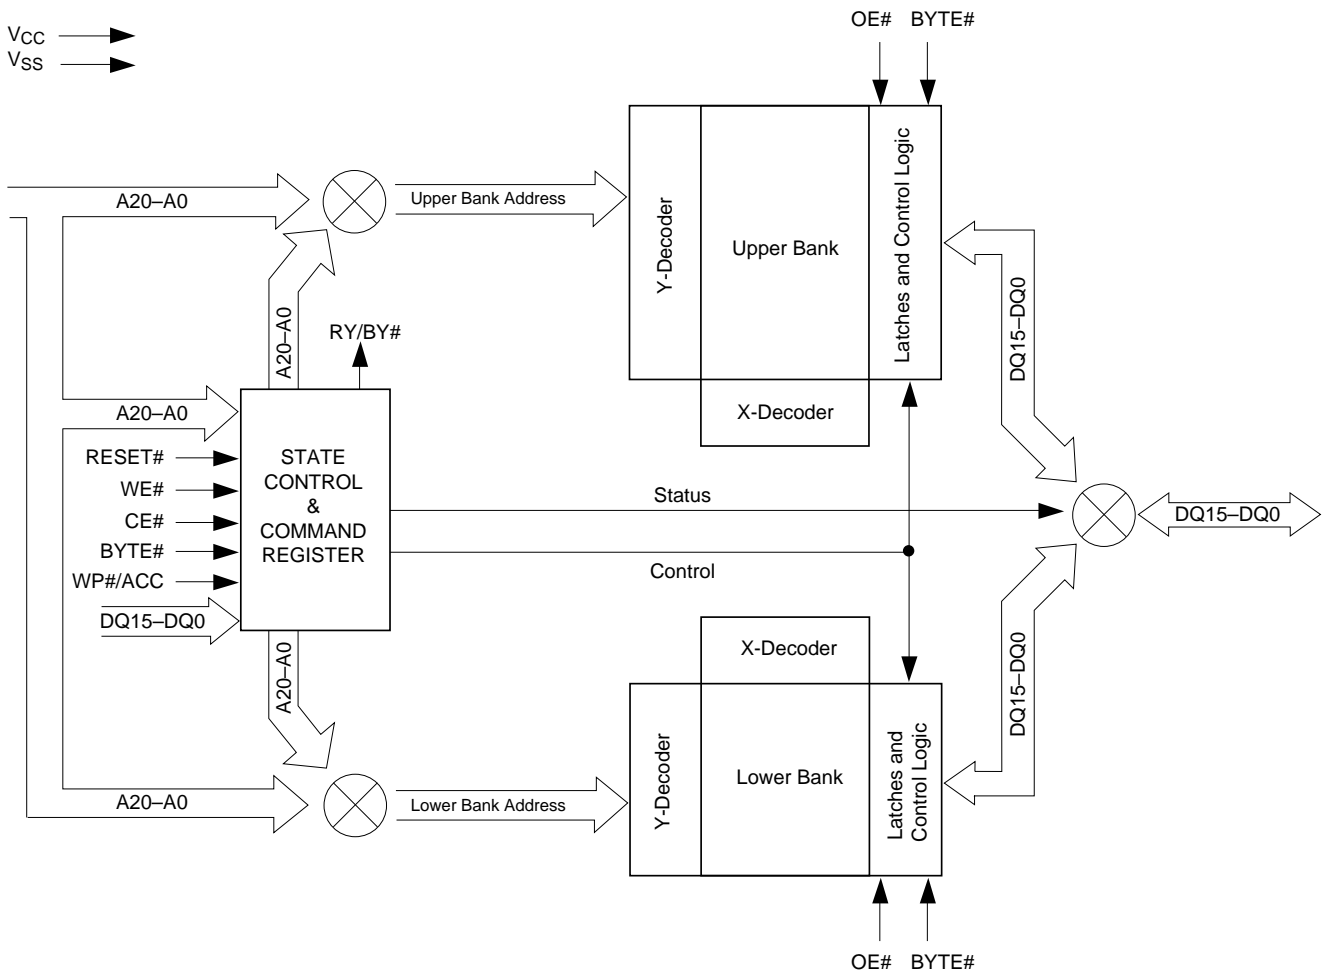 OE# BYTE#
VCC
VSS
A20–A0
Upper Bank Address
Y-Decoder
Upper Bank
Latches and Control Logic
X-Decoder
DQ15–DQ0
A20–A0
RY/BY#
A20–A0
RESET#
WE#
CE#
BYTE#
WP#/ACC
DQ15–DQ0
STATE
CONTROL
&
COMMAND
REGISTER
Status
Control
DQ15–DQ0
A20–A0
X-Decoder
DQ15–DQ0
A20–A0
Lower Bank Address
Y-Decoder
Lower Bank
Latches and
Control Logic
OE# BYTE#